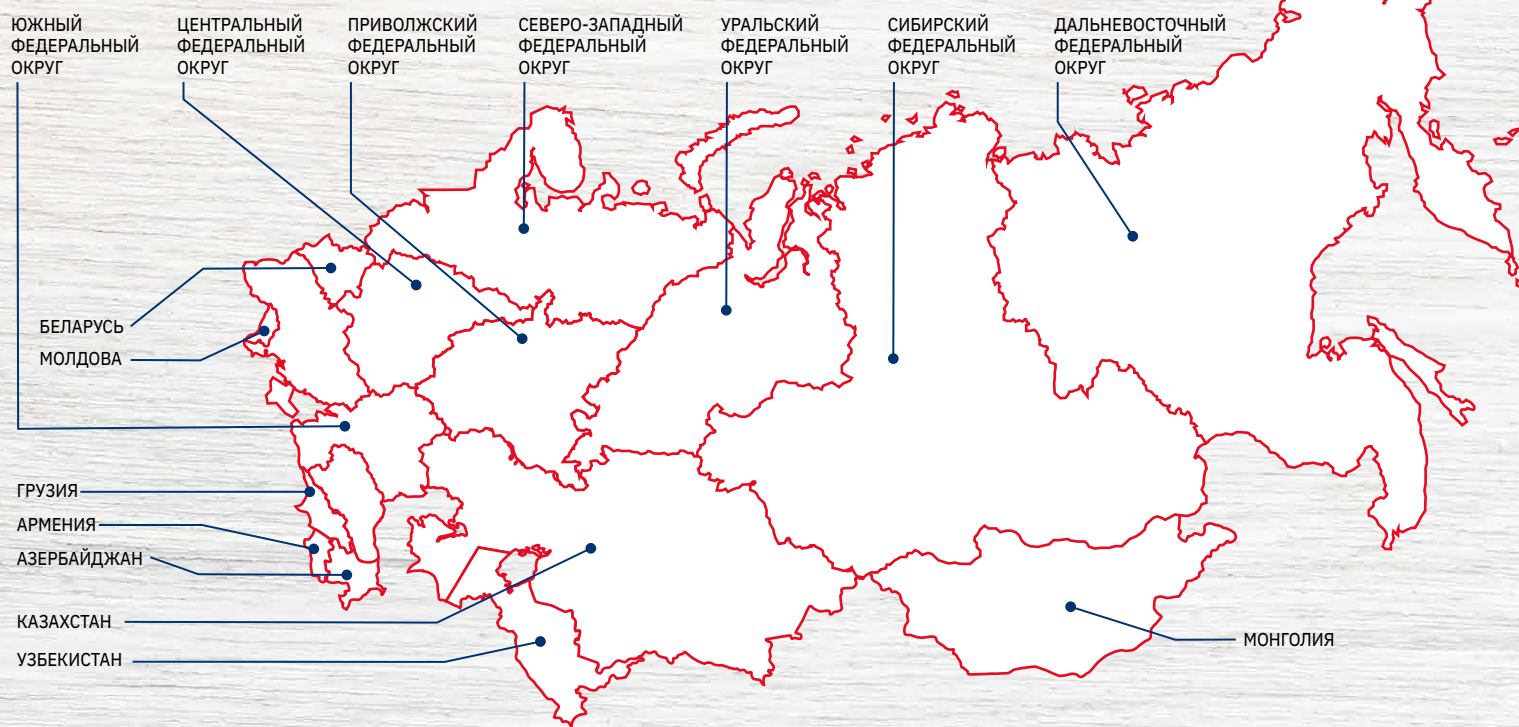 ЮЖНЫЙ
ФЕДЕРАЛЬНЫЙ
ОКРУГ
ЦЕНТРАЛЬНЫЙ
ФЕДЕРАЛЬНЫЙ
ОКРУГ
ПРИВОЛЖСКИЙ
ФЕДЕРАЛЬНЫЙ
ОКРУГ
СЕВЕРО-ЗАПАДНЫЙ
ФЕДЕРАЛЬНЫЙ
ОКРУГ
УРАЛЬСКИЙ
ФЕДЕРАЛЬНЫЙ
ОКРУГ
СИБИРСКИЙ
ФЕДЕРАЛЬНЫЙ
ОКРУГ
ДАЛЬНЕВОСТОЧНЫЙ
ФЕДЕРАЛЬНЫЙ
ОКРУГ
БЕЛАРУСЬ
МОЛДОВА
ГРУЗИЯ
АРМЕНИЯ
АЗЕРБАЙДЖАН
КАЗАХСТАН
УЗБЕКИСТАН
МОНГОЛИЯ